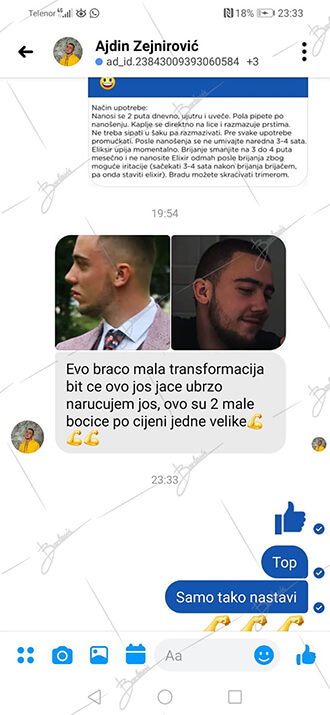 Telenor 4G 18% 23:33
Ajdin Zejnirović
ad_id.23843009393060584 +3
Način upotrebe:
Nanosi se 2 puta dnevno, ujutru i uveče. Pola pipete po
nanošenju. Kaplje se direktno na lice i razmazuje prstima.
Ne treba sipati u šaku pa razmazivati. Pre svake upotrebe
promućkati. Posle nanošenja se ne umivajte naredna 3-4 sata.
Eliksir upija momentalno. Brijanje smanjite na 3 do 4 puta
mesečno i ne nanosite Elixir odmah posle brijanja zbog
moguće iritacije (sačekati 3-4 sata nakon brijanja brijačem,
pa onda staviti elixir). Bradu možete skraćivati trimerom.
19:54
Evo braco mala transformacija
bit ce ovo jos jace ubrzo
narucujem jos, ovo su 2 male
bocice po cijeni jedne velike💪
💪💪
23:33
Top
Samo tako nastavi
Aa